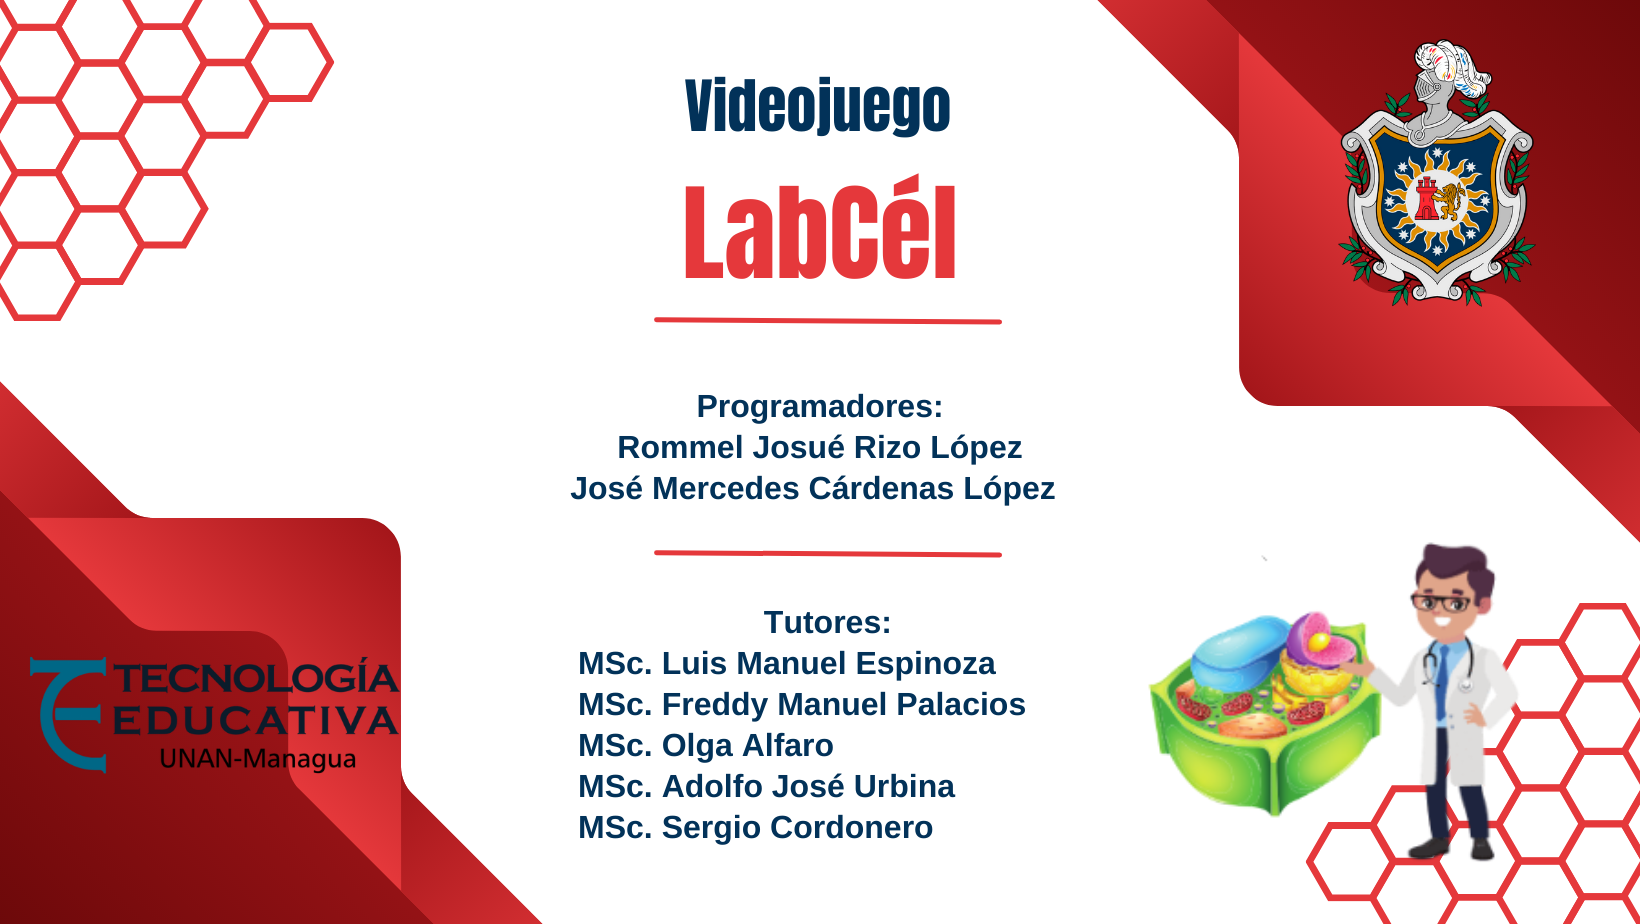 Videojuego
LabCél
Programadores:
Rommel Josué Rizo López
José Mercedes Cárdenas López
Tutores:
MSc. Luis Manuel Espinoza
MSc. Freddy Manuel Palacios
MSc. Olga Alfaro
MSc. Adolfo José Urbina
MSc. Sergio Cordonero
TECNOLOGÍA
EDUCATIVA
UNAN-Managua